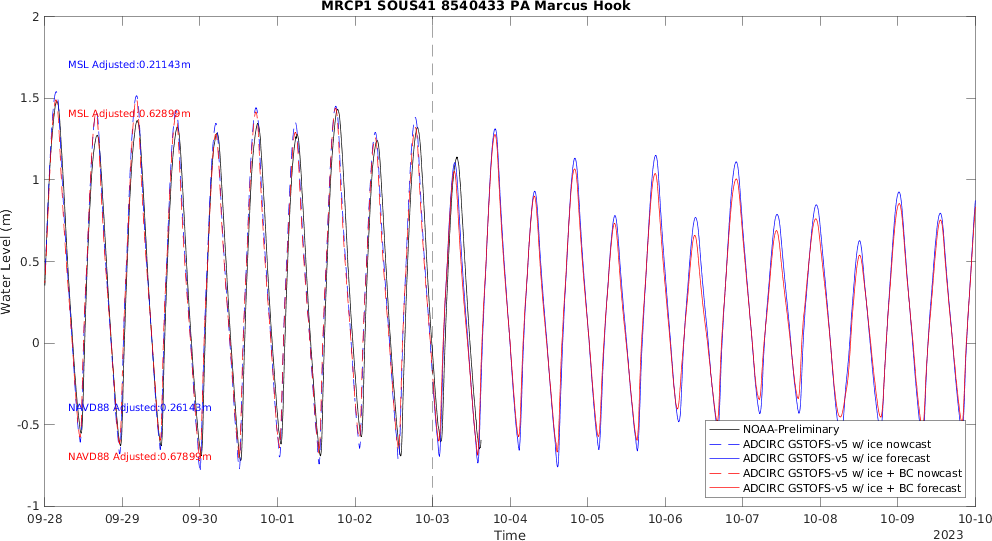 MRCP1 SOUS41 8540433 PA Marcus Hook
2
1.5
1
0.5
0
-0.5
-1
Water Level (m)
MSL Adjusted:0.21143m
MSL Adjusted:0.62899m
NAVD88 Adjusted:0.26143m
NAVD88 Adjusted:0.67899m
NOAA-Preliminary
ADCIRC GSTOFS-v5 w/ ice nowcast
ADCIRC GSTOFS-v5 w/ ice forecast
ADCIRC GSTOFS-v5 w/ ice + BC nowcast
ADCIRC GSTOFS-v5 w/ ice + BC forecast
09-28 09-29 09-30 10-01 10-02 10-03 10-04 10-05 10-06 10-07 10-08 10-09 10-10
Time
2023